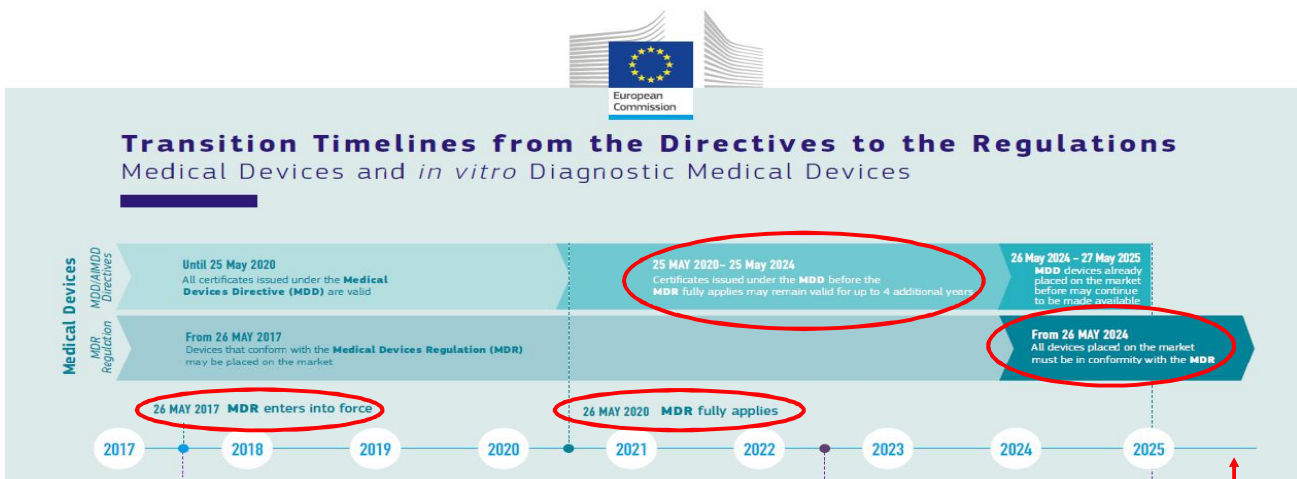 European
Commission
Transition Timelines from the Directives to the Regulations
Medical Devices and in vitro Diagnostic Medical Devices
Medical Devices
MDD/AIMDD
Directives
Until 25 May 2020
All certificates issued under the Medical
Devices Directive (MDD) are valid
25 MAY 2020– 25 May 2024
Certificates issued under the MDD before the
MDR fully applies may remain valid for up to 4 additional years
26 May 2024 – 27 May 2025
MDD devices already
placed on the market
before may continue
to be made available
MDR
Regulation
From 26 MAY 2017
Devices that conform with the Medical Devices Regulation (MDR)
may be placed on the market
From 26 MAY 2024
All devices placed on the market
must be in conformity with the MDR
26 MAY 2017 MDR enters into force
26 MAY 2020 MDR fully applies
2017 2018 2019 2020 2021 2022 2023 2024 2025